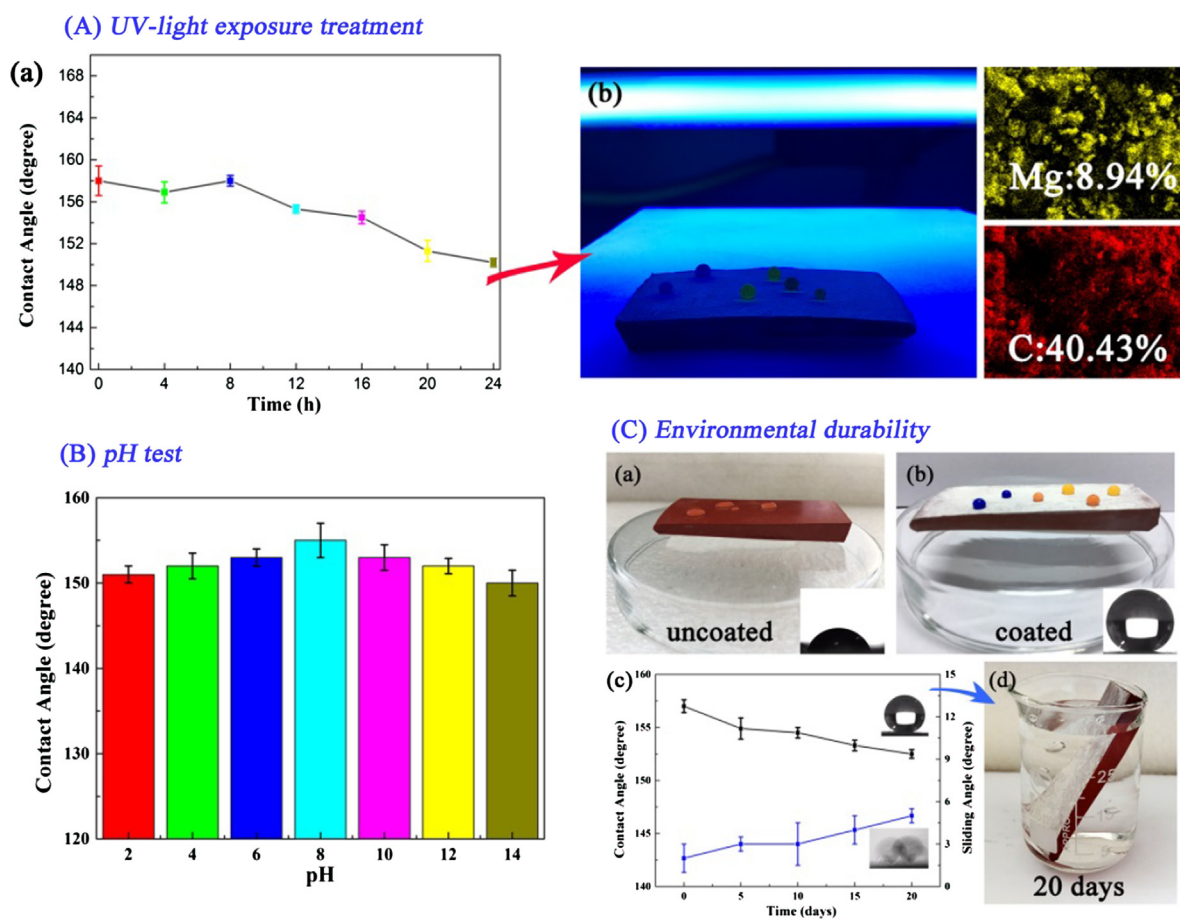 (A) UV-light exposure treatment
(a)
168
164
160
156
152
148
144
140
Contact Angle (degree)
0 4 8 12 16 20 24
Time (h)
(b)
Mg:8.94%
C:40.43%
(B) pH test
160
150
140
130
120
Contact Angle (degree)
2 4 6 8 10 12 14
pH
(C) Environmental durability
(a)
uncoated
(b)
coated
(c)
160
155
150
145
140
Contact Angle (degree)
15
12
9
6
3
0
Sliding Angle (degree)
0 5 10 15 20
Time (days)
(d)
20 days